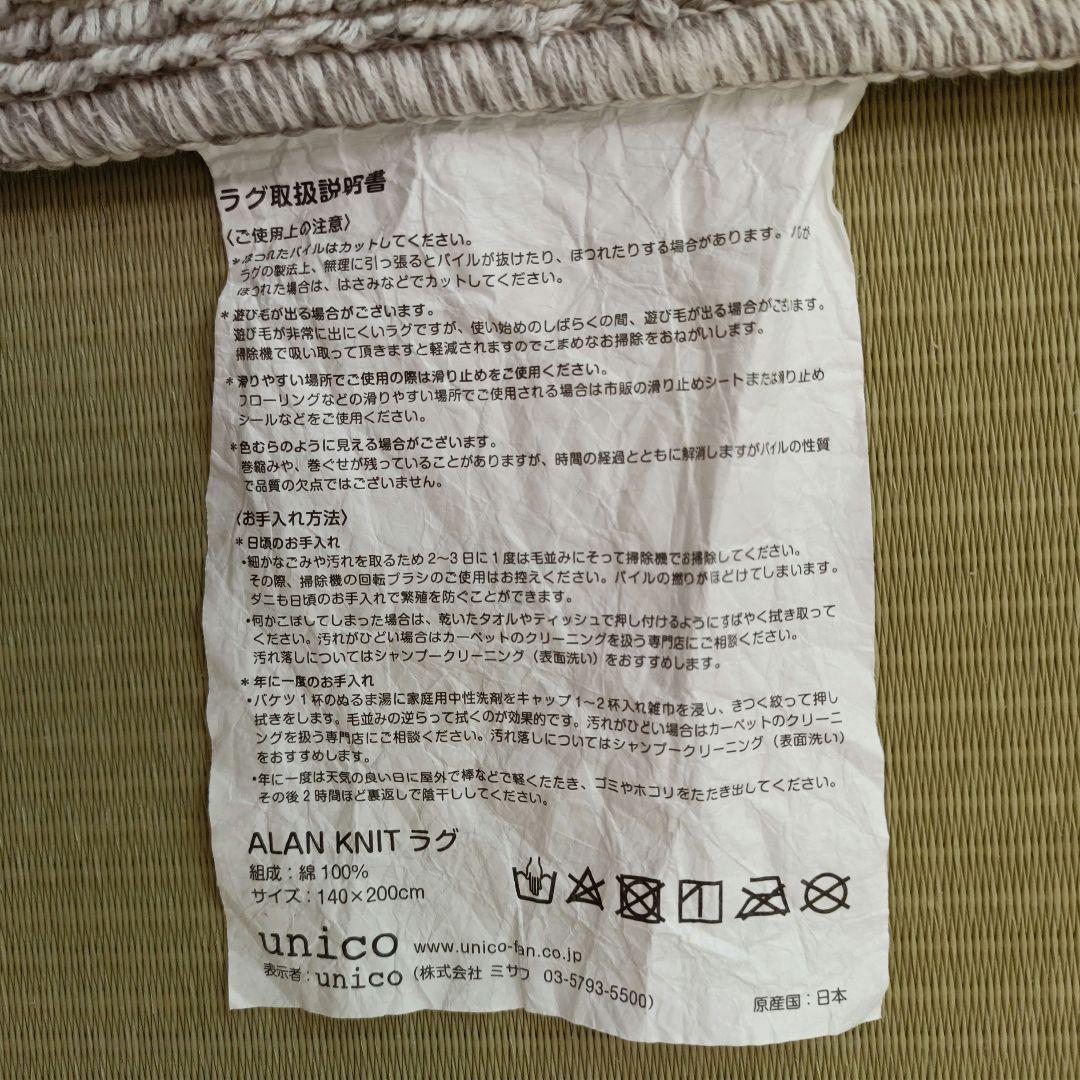 ラグ取扱説明書
〈ご使用上の注意〉
*ほつれたパイルはカットしてください。
ラグの製法上、無理に引っ張るとパイルが抜けたり、ほつれたりする場合があります。パイルが
ほつれた場合は、はさみなどでカットしてください。
*遊び毛が出る場合がございます。
遊び毛が非常に出にくいラグですが、使い始めのしばらくの間、遊び毛が出る場合がございます。
掃除機で吸い取って頂きますと軽減されますのでこまめなお掃除をおねがいします。
*滑りやすい場所でご使用の際は滑り止めをご使用ください。
フローリングなどの滑りやすい場所でご使用される場合は市販の滑り止めシートまたは滑り止め
シールなどをご使用ください。
*色むらのように見える場合がございます。
巻縮みや、巻ぐせが残っていることがありますが、時間の経過とともに解消しますがパイルの性質
で品質の欠点ではございません。
〈お手入れ方法〉
*日頃のお手入れ
・細かなごみや汚れを取るため2〜3日に1度は毛並みにそって掃除機でお掃除してください。
その際、掃除機の回転ブラシのご使用はお控えください。パイルの撚りがほどけてしまいます。
ダニも日頃のお手入れで繁殖を防ぐことができます。
・何かこぼしてしまった場合は、乾いたタオルやティッシュで押し付けるようにすばやく拭き取って
ください。汚れがひどい場合はカーペットのクリーニングを扱う専門店にご相談ください。
汚れ落しについてはシャンプークリーニング（表面洗い）をおすすめします。
*年に一度のお手入れ
・バケツ1杯のぬるま湯に家庭用中性洗剤をキャップ1〜2杯入れ雑巾を浸し、きつく絞って押し
拭きをします。毛並みの逆らって拭くのが効果的です。汚れがひどい場合はカーペットのクリーニ
ングを扱う専門店にご相談ください。汚れ落しについてはシャンプークリーニング（表面洗い）
をおすすめします。
・年に一度は天気の良い日に屋外で棒などで軽くたたき、ゴミやホコリをたたき出してください。
その後2時間ほど裏返しで陰干ししてください。
ALAN KNIT ラグ
組成：綿100%
サイズ：140×200cm
unico www.unico-fan.co.jp
表示者：unico（株式会社 ミサワ 03-5793-5500）
原産国：日本